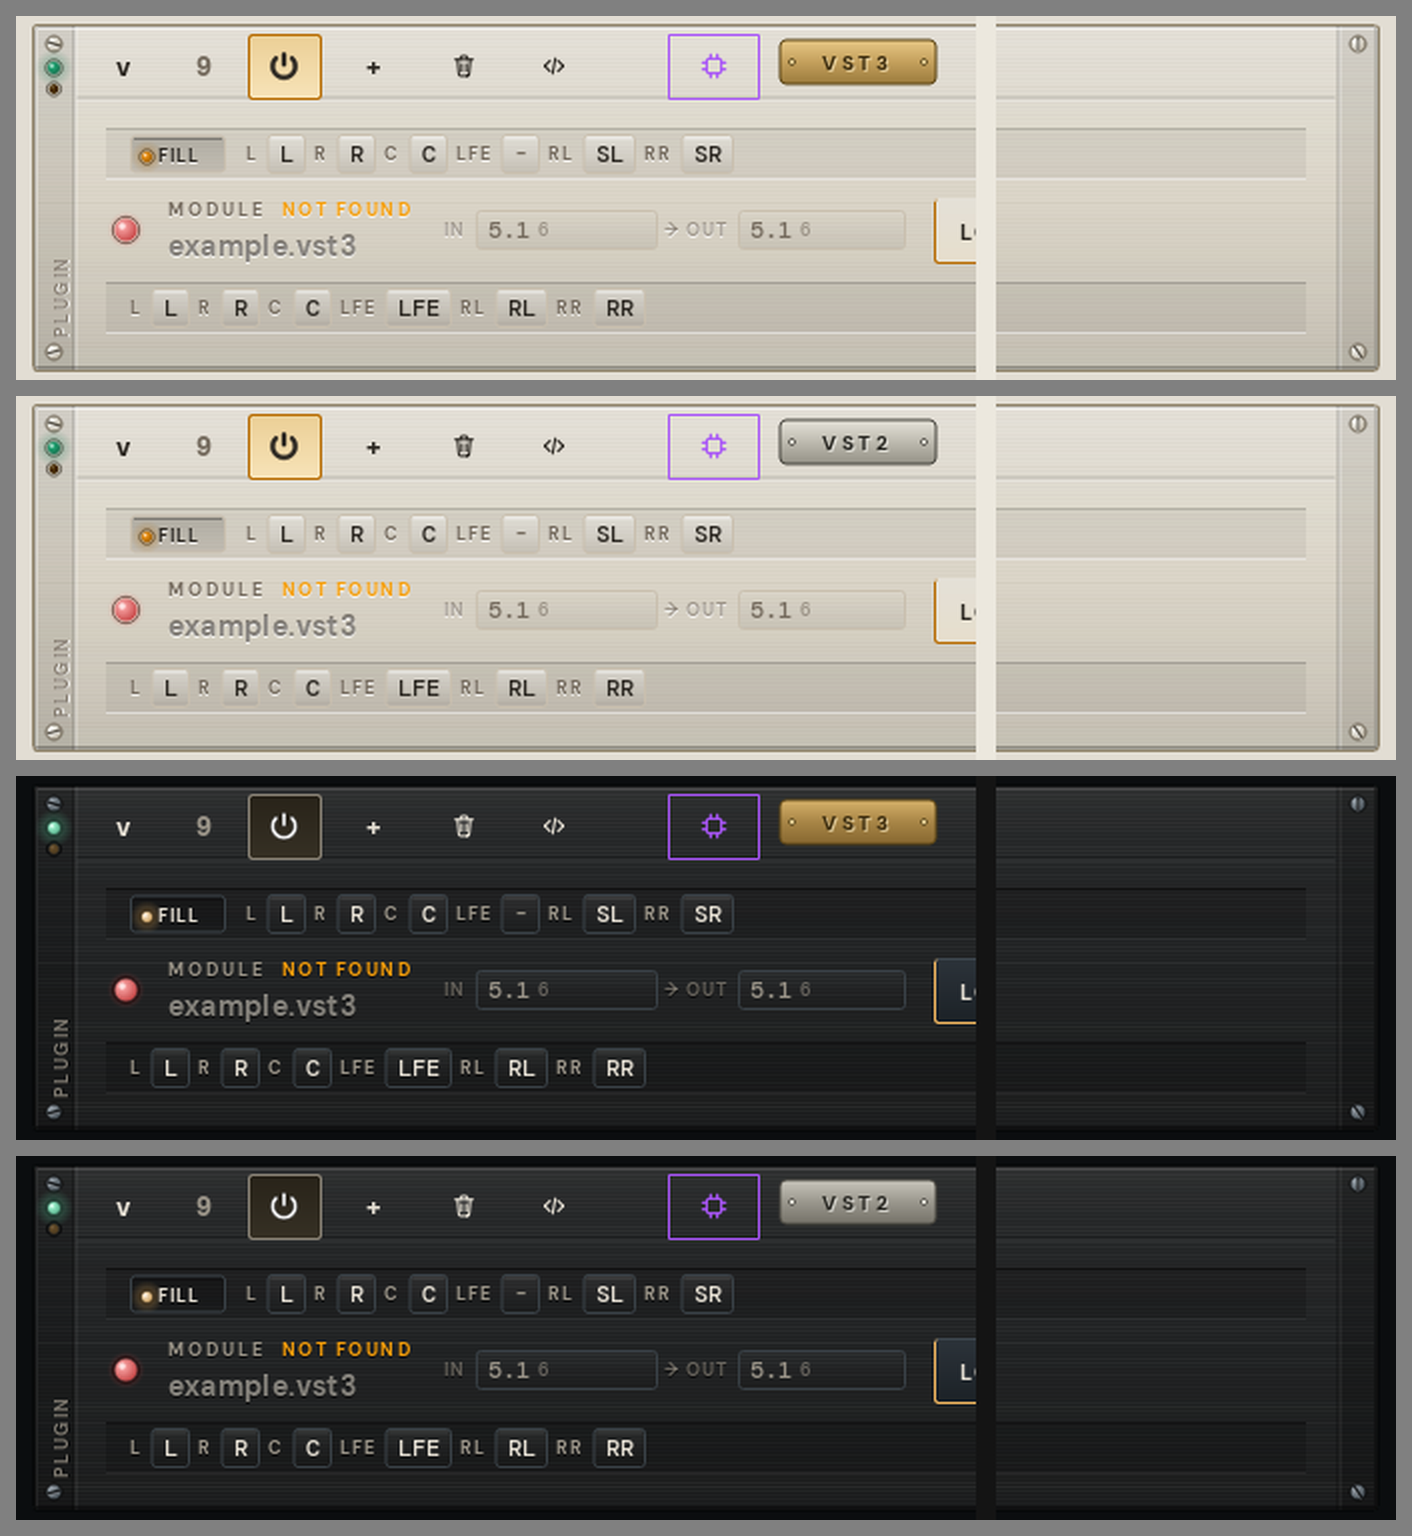 v 9 + </> VST3
FILL L L R R C C LFE - RL SL RR SR
MODULE NOT FOUND
example.vst3
IN 5.1 6 → OUT 5.1 6
L L R R C C LFE LFE RL RL RR RR
PLUGIN
v 9 + </> VST2
FILL L L R R C C LFE - RL SL RR SR
MODULE NOT FOUND
example.vst3
IN 5.1 6 → OUT 5.1 6
L L R R C C LFE LFE RL RL RR RR
PLUGIN
v 9 + </> VST3
FILL L L R R C C LFE - RL SL RR SR
MODULE NOT FOUND
example.vst3
IN 5.1 6 → OUT 5.1 6
L L R R C C LFE LFE RL RL RR RR
PLUGIN
v 9 + </> VST2
FILL L L R R C C LFE - RL SL RR SR
MODULE NOT FOUND
example.vst3
IN 5.1 6 → OUT 5.1 6
L L R R C C LFE LFE RL RL RR RR
PLUGIN